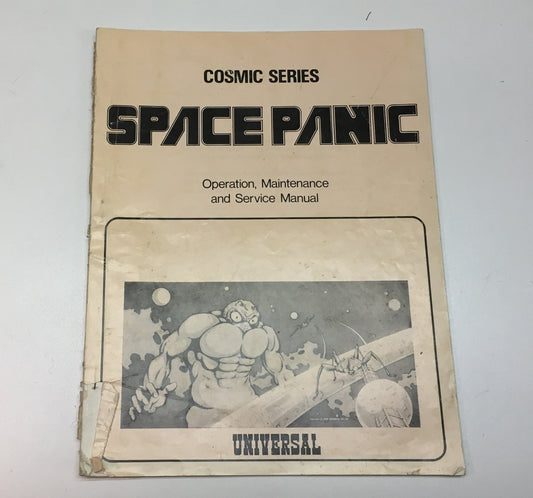 COSMIC SERIES
SPACE PANIC
Operation, Maintenance
and Service Manual
UNIVERSAL